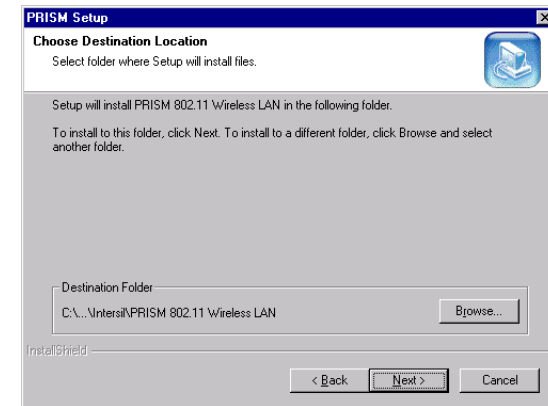 PRISM Setup
Choose Destination Location
Select folder where Setup will install files.
Setup will install PRISM 802.11 Wireless LAN in the following folder.
To install to this folder, click Next. To install to a different folder, click Browse and select
another folder.
Destination Folder
C:\...\Intersil\PRISM 802.11 Wireless LAN
Browse...
InstallShield
< Back
Next >
Cancel